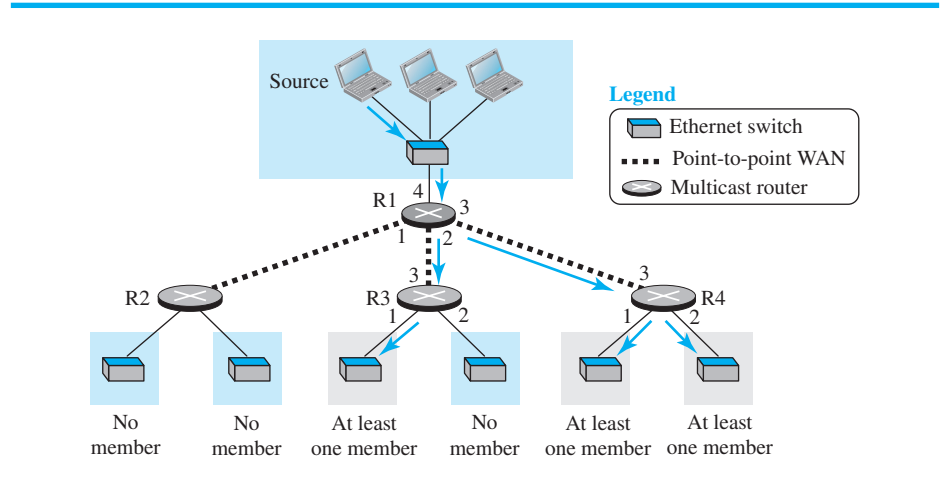 Source
Legend
Ethernet switch
Point-to-point WAN
Multicast router
4
R1
3
1
2
3
3
R2
R3
R4
1
2
1
2
No
member
No
member
At least
one member
No
member
At least
one member
At least
one member